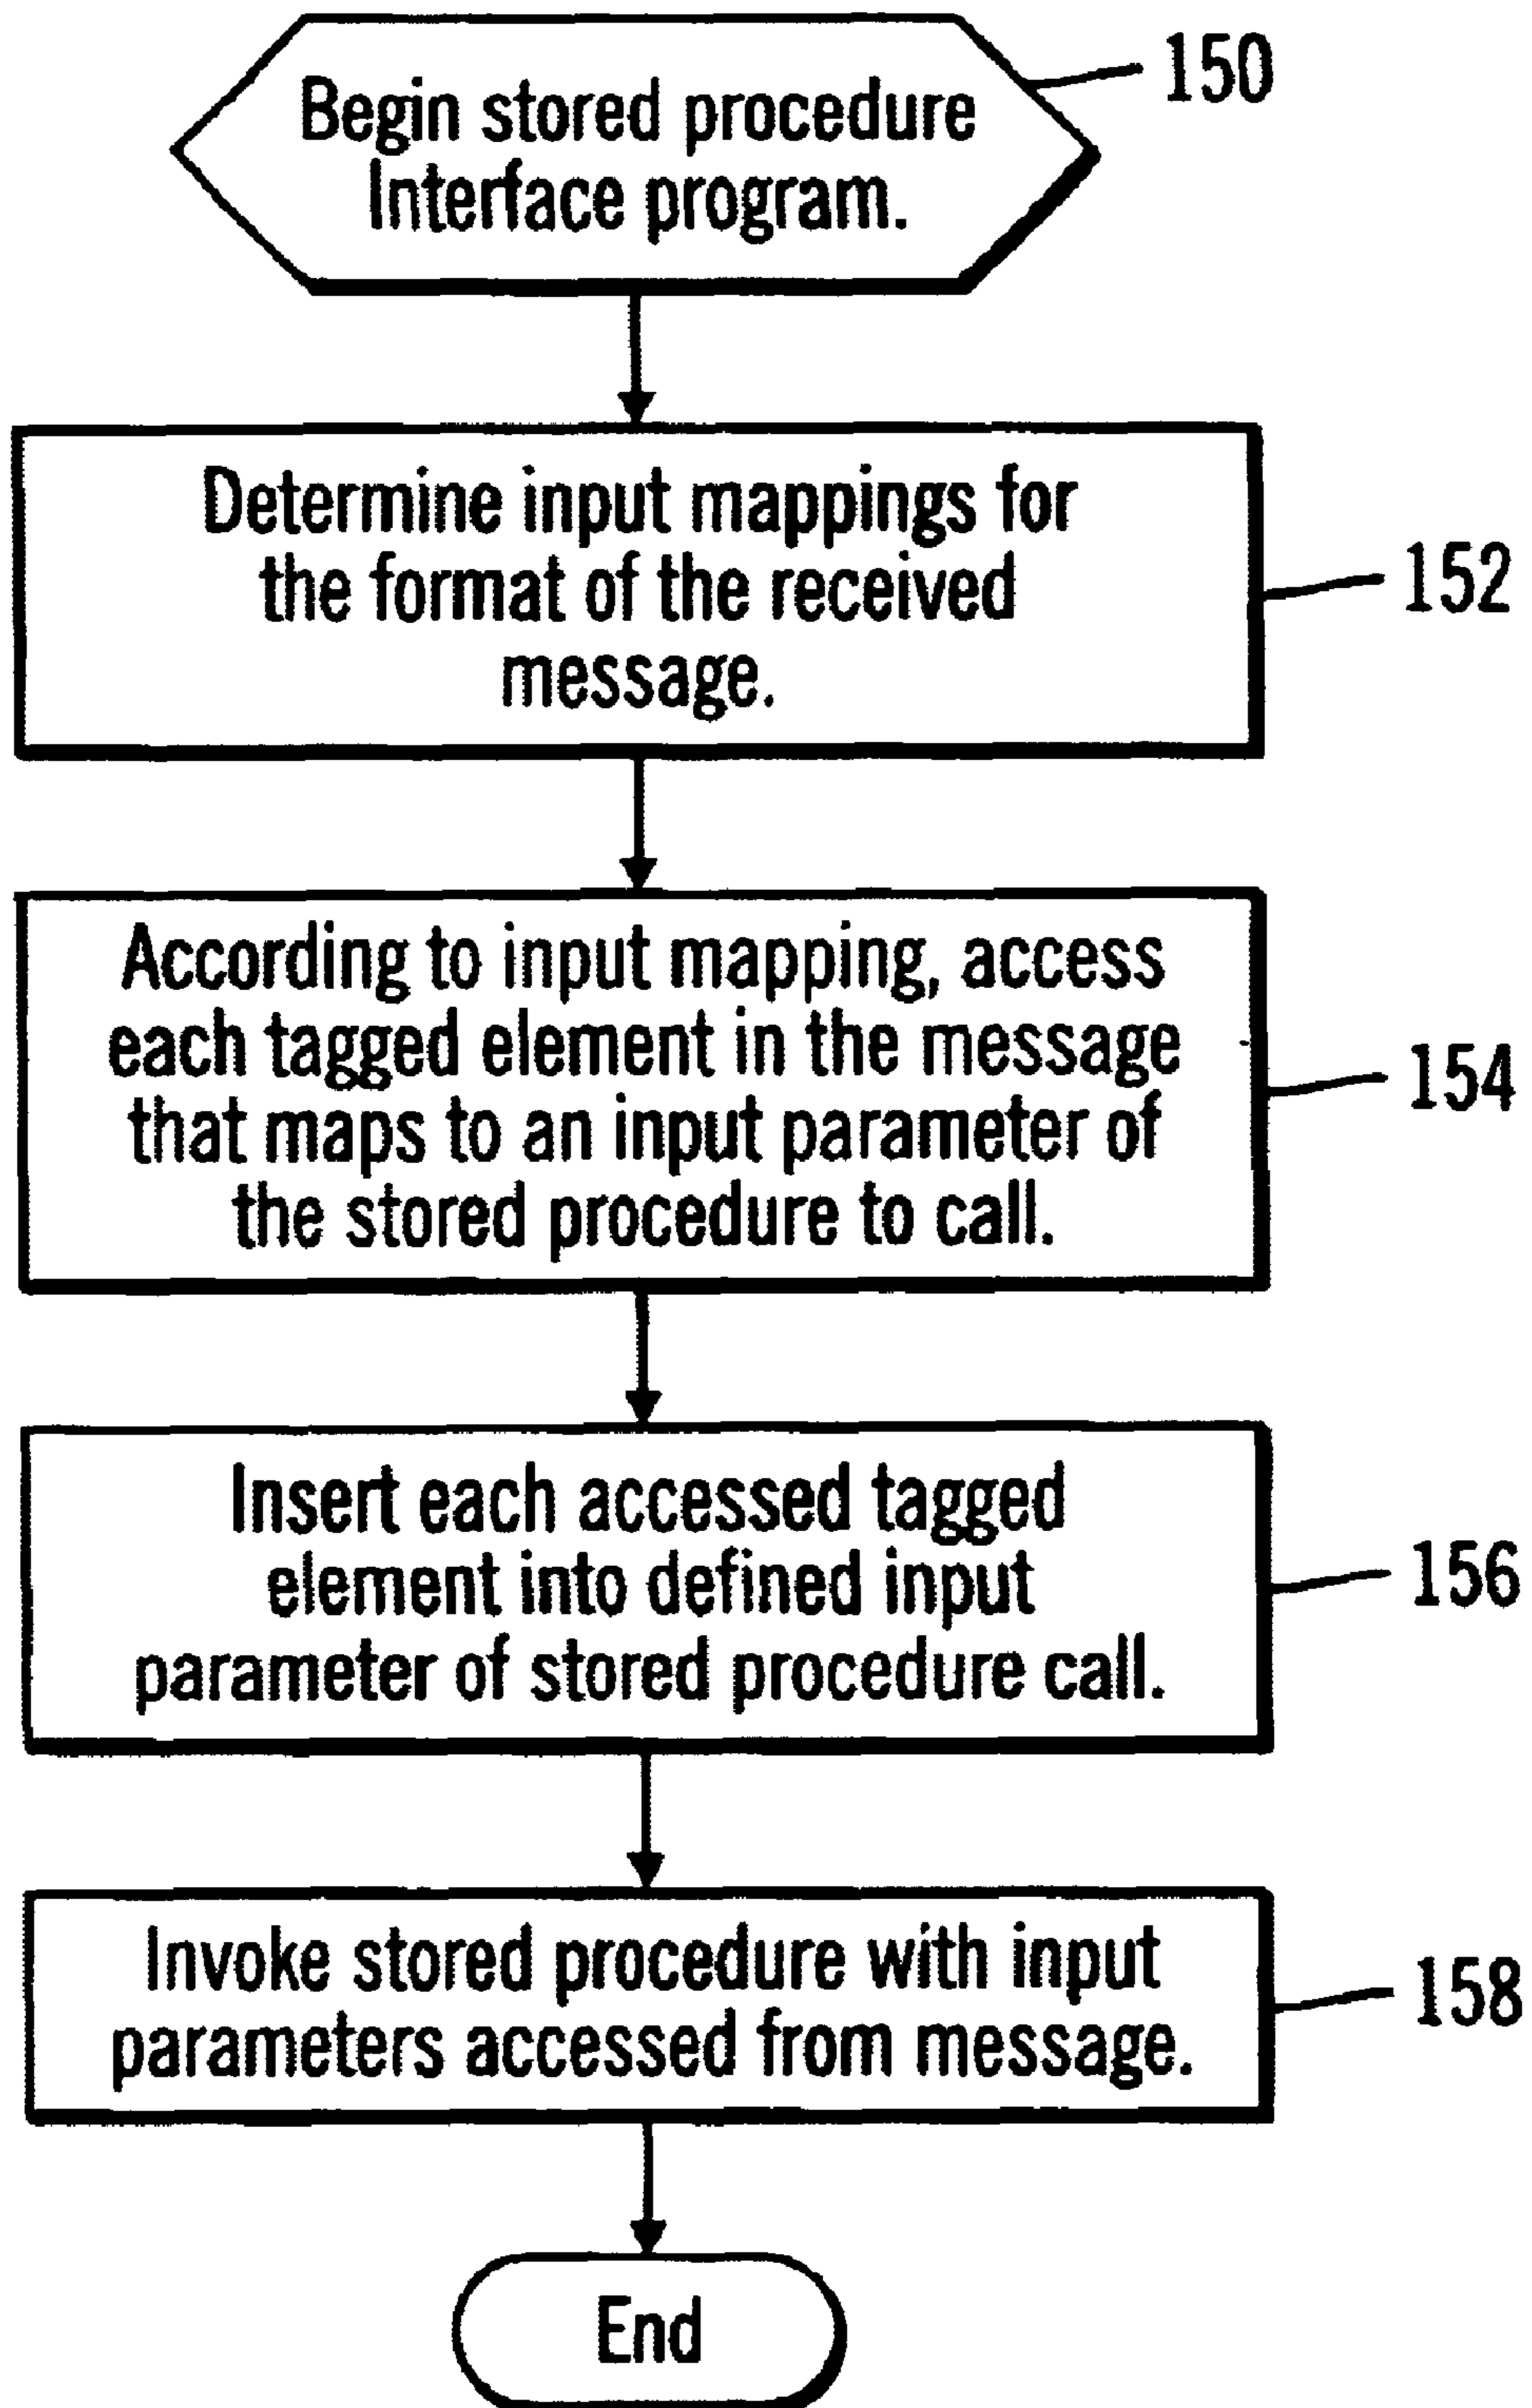 Begin stored procedure
Interface program.
150
Determine input mappings for
the format of the received
message.
152
According to input mapping, access
each tagged element in the message
that maps to an input parameter of
the stored procedure to call.
154
Insert each accessed tagged
element into defined input
parameter of stored procedure call.
156
Invoke stored procedure with input
parameters accessed from message.
158
End